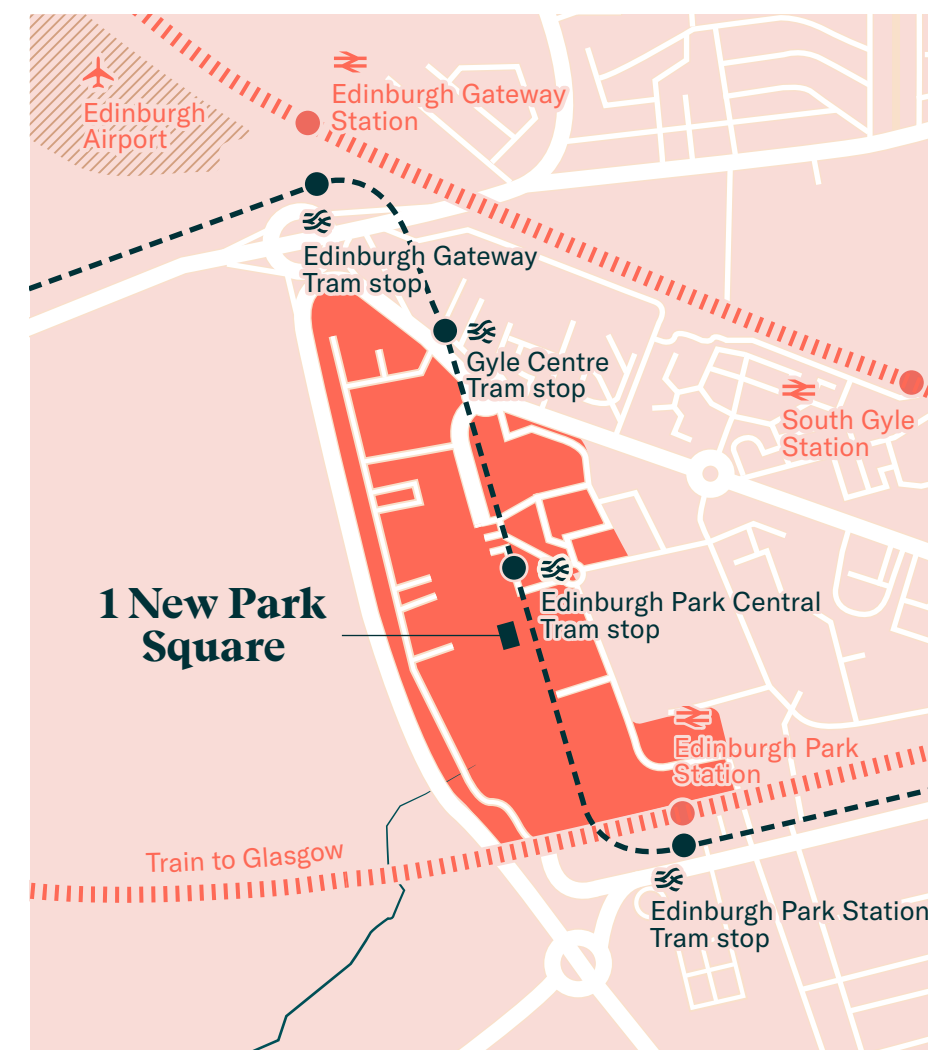 Edinburgh Gateway
Station
Edinburgh
Airport
Edinburgh Gateway
Tram stop
Gyle Centre
Tram stop
South Gyle
Station
1 New Park
Square
Edinburgh Park Central
Tram stop
Edinburgh Park
Station
Train to Glasgow
Edinburgh Park Station
Tram stop